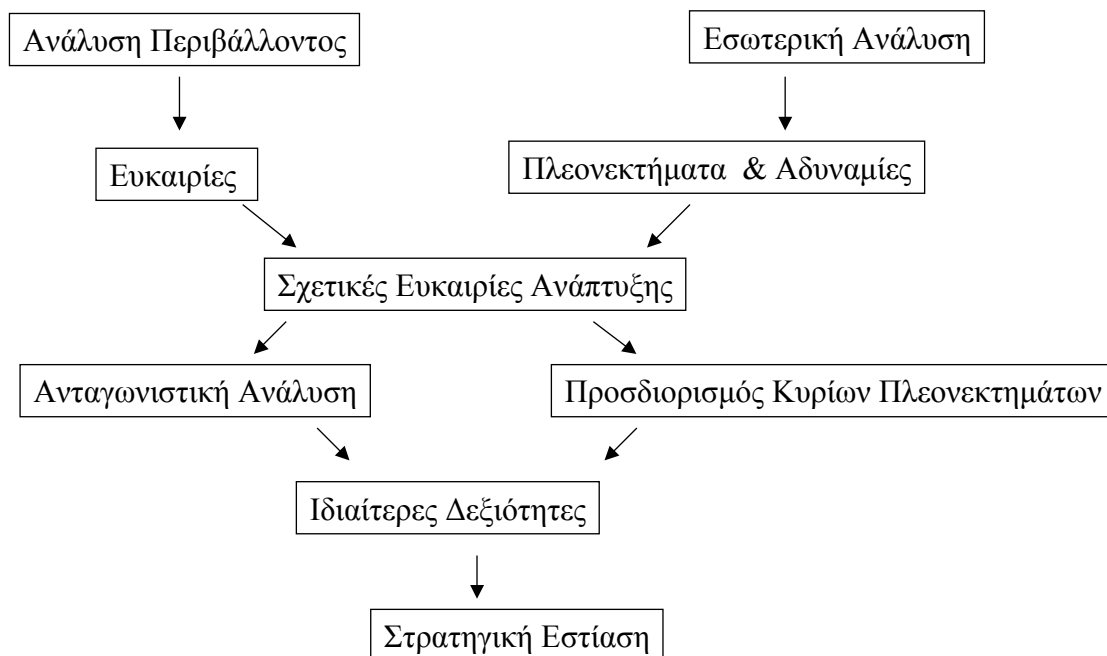 Ανάλυση Περιβάλλοντος
Εσωτερική Ανάλυση
Ευκαιρίες
Πλεονεκτήματα & Αδυναμίες
Σχετικές Ευκαιρίες Ανάπτυξης
Ανταγωνιστική Ανάλυση
Προσδιορισμός Κυρίων Πλεονεκτημάτων
Ιδιαίτερες Δεξιότητες
Στρατηγική Εστίαση